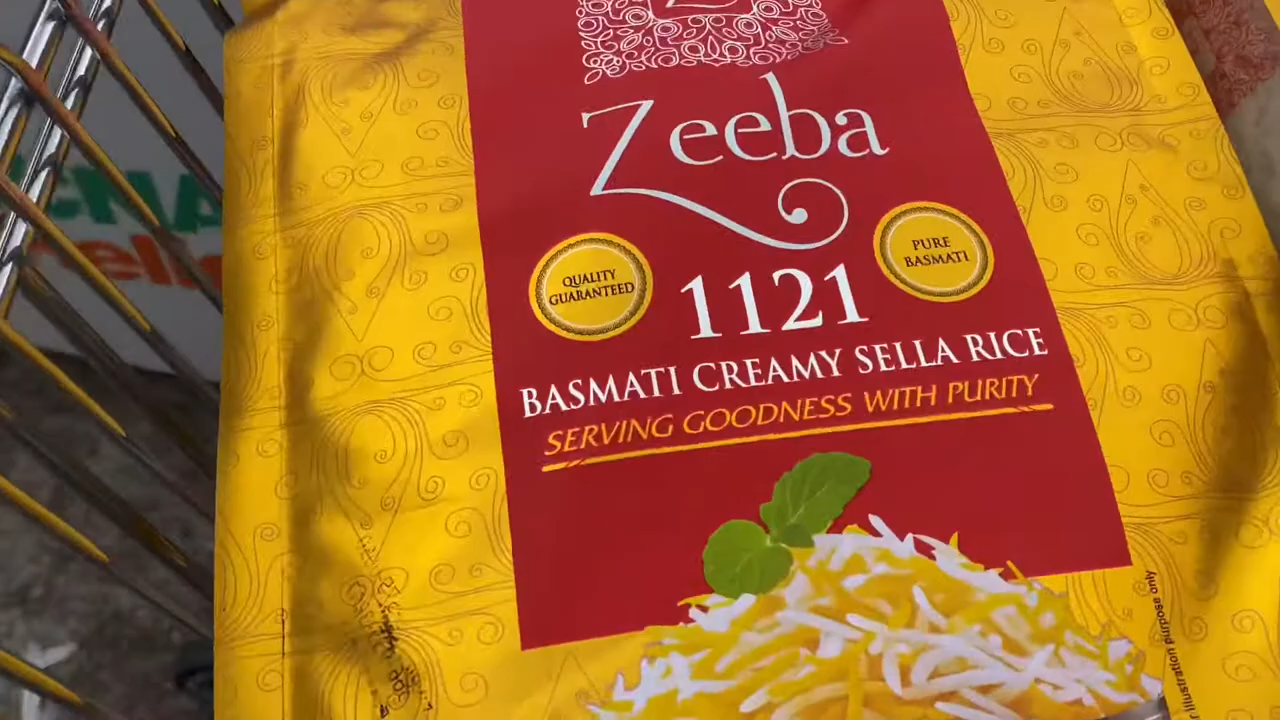 Zeeba
QUALITY
GUARANTEED
PURE
BASMATI
1121
BASMATI CREAMY SELLA RICE
SERVING GOODNESS WITH PURITY
Illustration purpose only